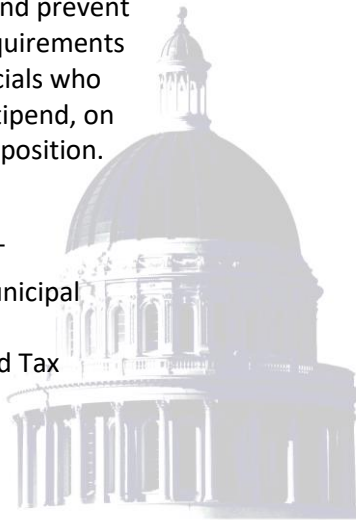 nd prevent
quirements
cials who
tipend, on
position.
-
unicipal
d Tax